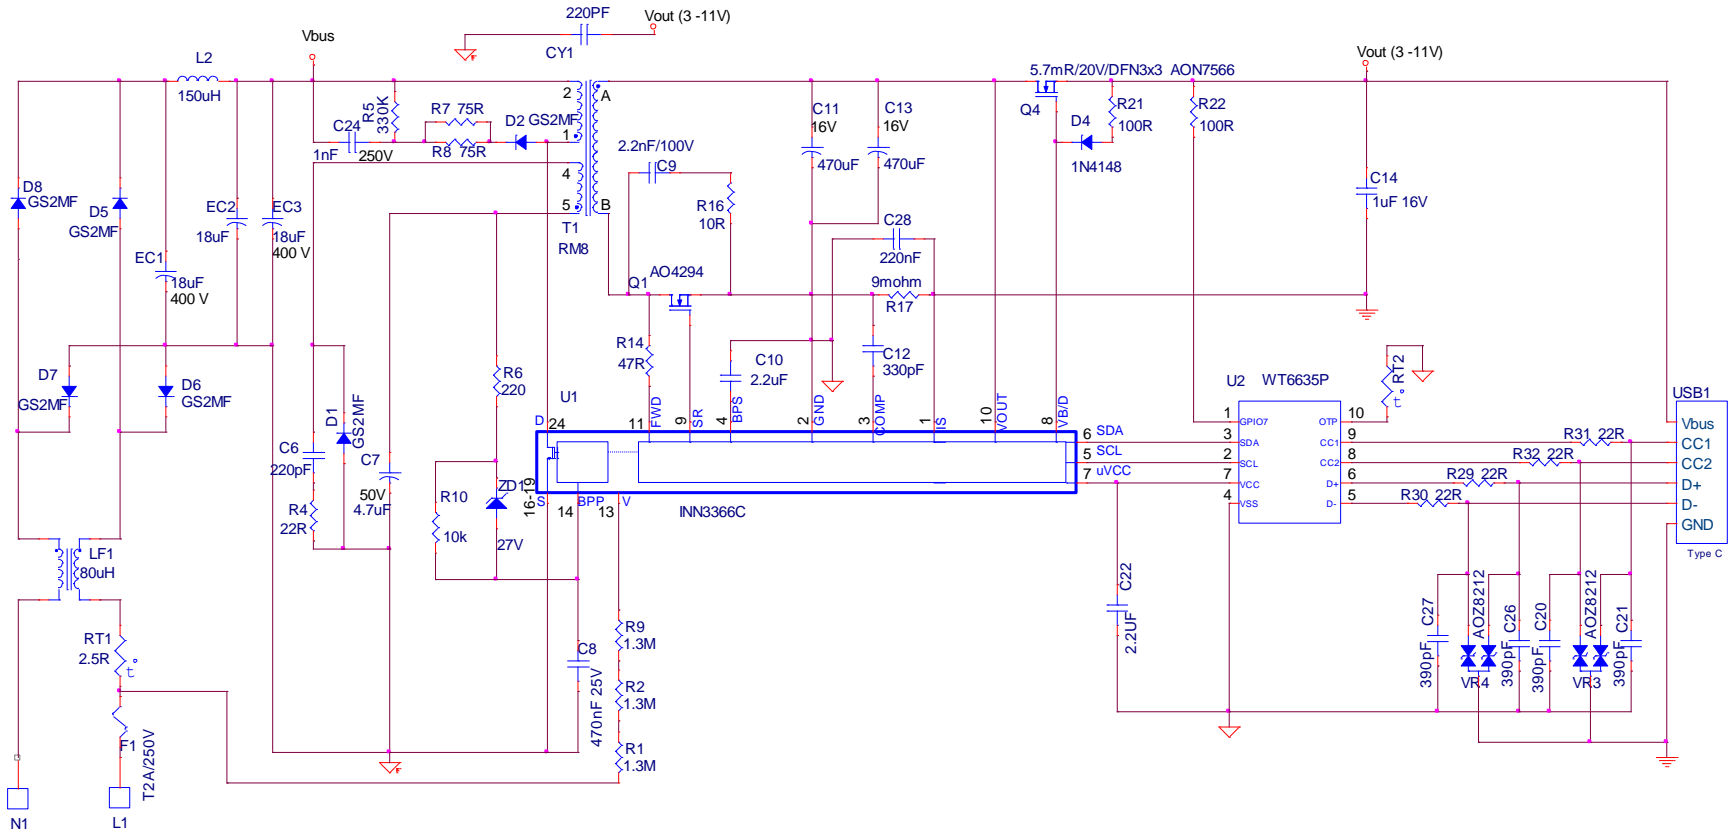 220PF
Vout (3 -11V)
CY1
Vbus
L2
150uH
Vout (3 -11V)
5.7mR/20V/DFN3x3 AON7566
Q4
R5
330K
R7 75R
R8 75R
D2 GS2MF
C24
1nF
250V
2
1
4
5
A
B
T1
RM8
2.2nF/100V
C9
R16
10R
C11
16V
470uF
C13
16V
470uF
D4
1N4148
R21
100R
R22
100R
C14
1uF 16V
D8
GS2MF
D5
GS2MF
EC2
18uF
EC3
18uF
400 V
EC1
18uF
400 V
C28
220nF
Q1
AO4294
9mohm
R17
D7
GS2MF
D6
GS2MF
D1
GS2MF
C6
220pF
R4
22R
C7
50V
4.7uF
R6
220
R10
10k
ZD1
27V
R14
47R
C10
2.2uF
C12
330pF
U1
D
24
11
FWD
9
SR
4
BPS
2
GND
3
COMP
1
IS
10
VOUT
8
VB/D
6
SDA
5
SCL
7
uVCC
16-19
S
14
BPP
13
V
INN3366C
U2
WT6635P
1
GPIO7
3
SDA
2
SCL
7
VCC
4
VSS
OTP
10
CC1
9
CC2
8
D+
6
D-
5
RT2
t°
R31 22R
R32 22R
R29 22R
R30 22R
USB1
Vbus
CC1
CC2
D+
D-
GND
Type C
LF1
80uH
RT1
2.5R
t°
F1
T2A/250V
N1
L1
C8
470nF 25V
R9
1.3M
R2
1.3M
R1
1.3M
C22
2.2UF
C27
390pF
AOZ8212
VR4
C26
390pF
C20
390pF
AOZ8212
VR3
C21
390pF